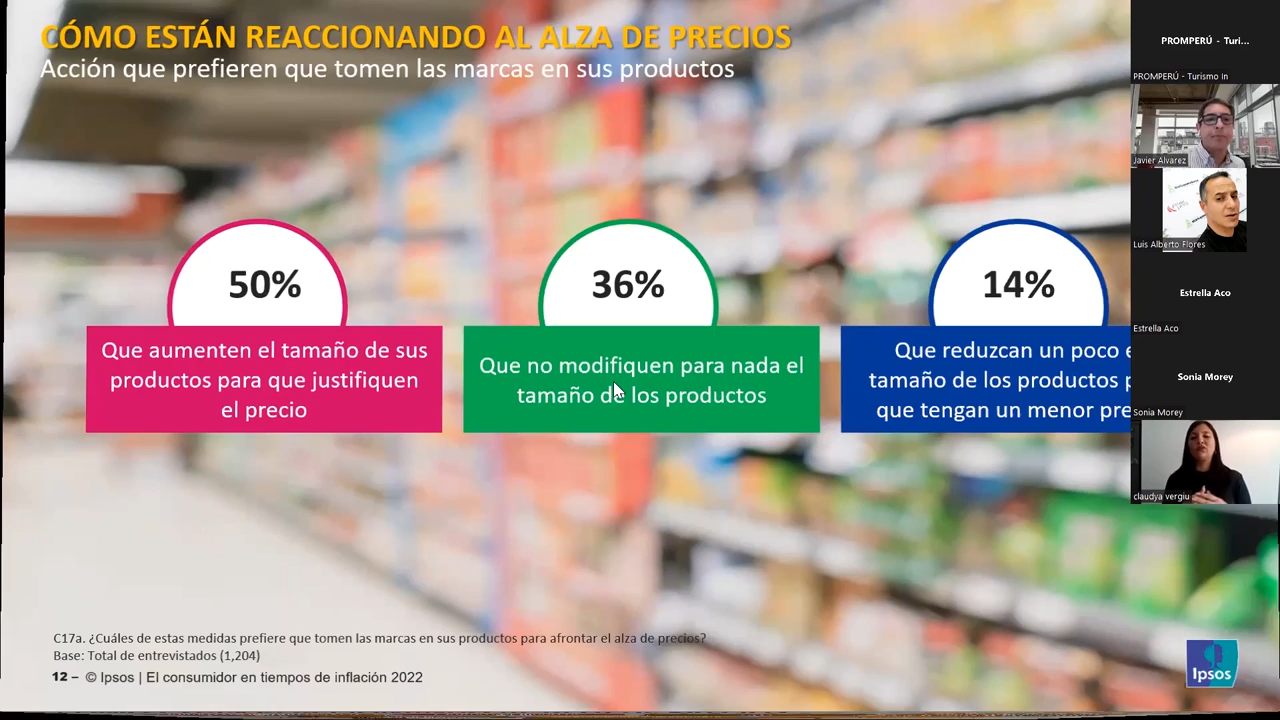 CÓMO ESTÁN REACCIONANDO AL ALZA DE PRECIOS
Acción que prefieren que tomen las marcas en sus productos
50%
Que aumenten el tamaño de sus
productos para que justifiquen
el precio
36%
Que no modifiquen para nada el
tamaño de los productos
14%
Que reduzcan un poco
tamaño de los productos
que tengan un menor
C17a. ¿Cuáles de estas medidas prefiere que tomen las marcas en sus productos para afrontar el alza de precios?
Base: Total de entrevistados (1,204)
12 – © Ipsos | El consumidor en tiempos de inflación 2022
Ipsos
PROMPERÚ - Turi...
PROMPERÚ - Turismo In
Javier Alvarez
Luis Alberto Flores
Estrella Aco
Estrella Aco
Sonia Morey
Sonia Morey
claudya vergiu